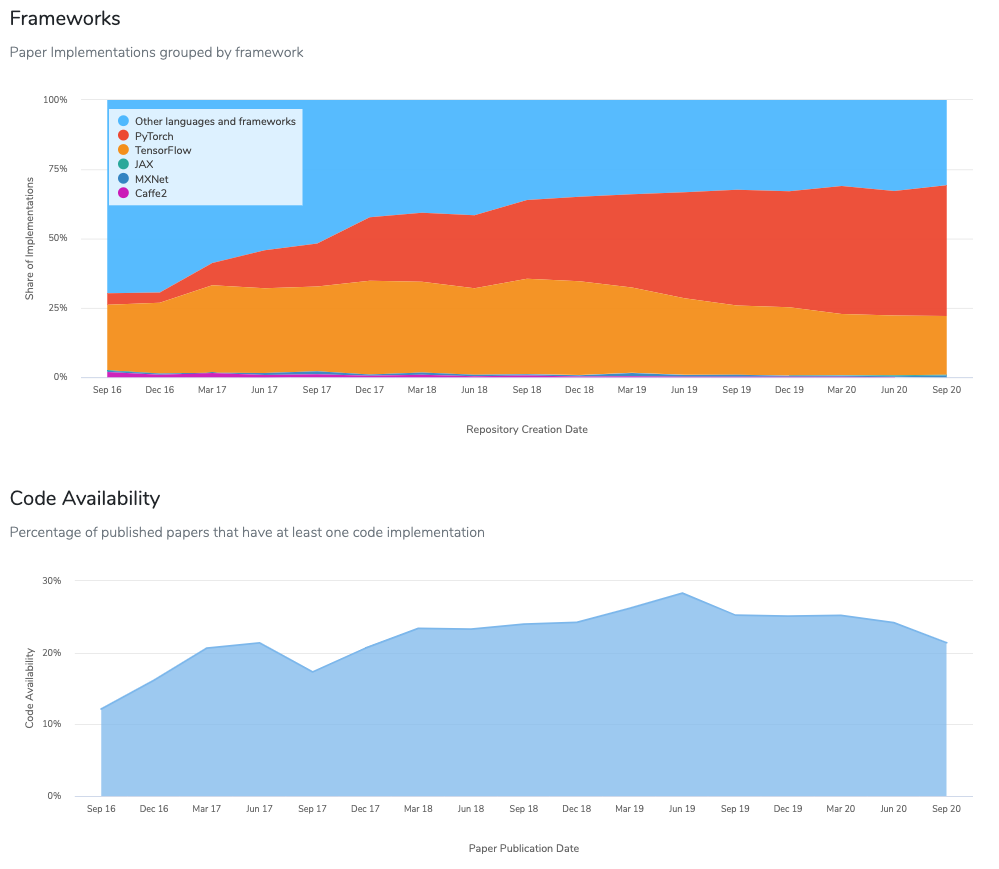 Frameworks
Paper Implementations grouped by framework
100%
75%
50%
25%
0%
Share of Implementations
Other languages and frameworks
PyTorch
TensorFlow
JAX
MXNet
Caffe2
Sep 16 Dec 16 Mar 17 Jun 17 Sep 17 Dec 17 Mar 18 Jun 18 Sep 18 Dec 18 Mar 19 Jun 19 Sep 19 Dec 19 Mar 20 Jun 20 Sep 20
Repository Creation Date
Code Availability
Percentage of published papers that have at least one code implementation
30%
20%
10%
0%
Code Availability
Sep 16 Dec 16 Mar 17 Jun 17 Sep 17 Dec 17 Mar 18 Jun 18 Sep 18 Dec 18 Mar 19 Jun 19 Sep 19 Dec 19 Mar 20 Jun 20 Sep 20
Paper Publication Date